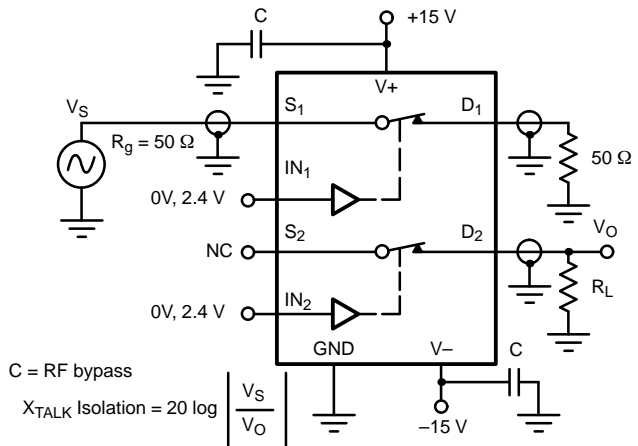 C
+15 V
V+
VS
S1
D1
Rg = 50 Ω
50 Ω
IN1
0V, 2.4 V
VO
S2
D2
NC
RL
IN2
0V, 2.4 V
GND
V–
C
C = RF bypass
XTALK Isolation = 20 log | VS / VO |
–15 V